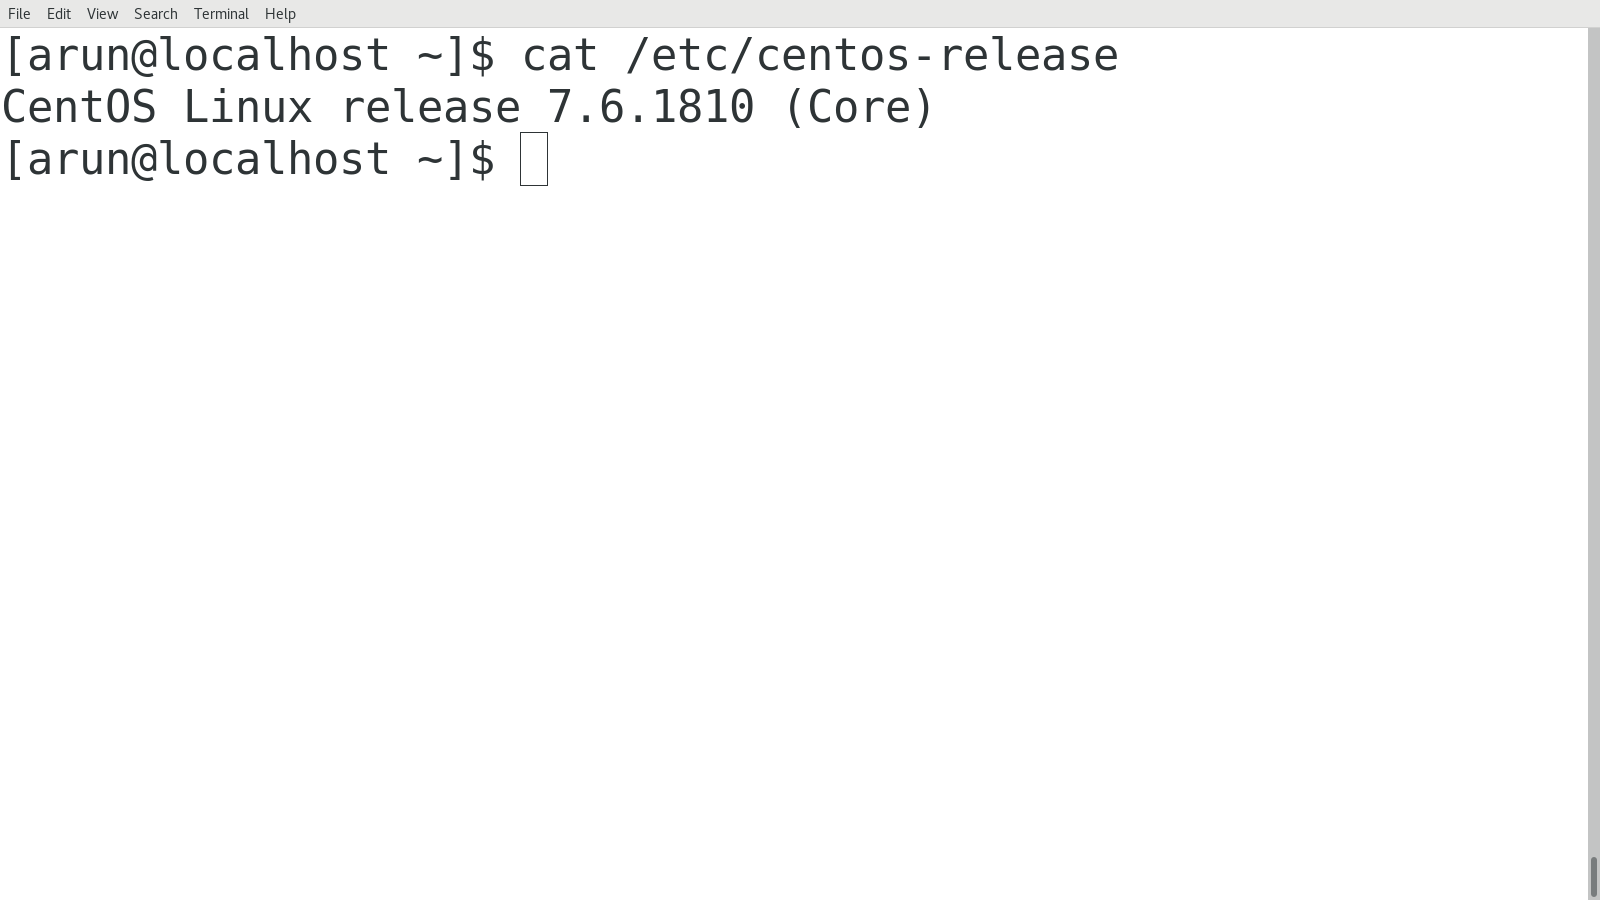 File Edit View Search Terminal Help
[arun@localhost ~]$ cat /etc/centos-release
CentOS Linux release 7.6.1810 (Core)
[arun@localhost ~]$